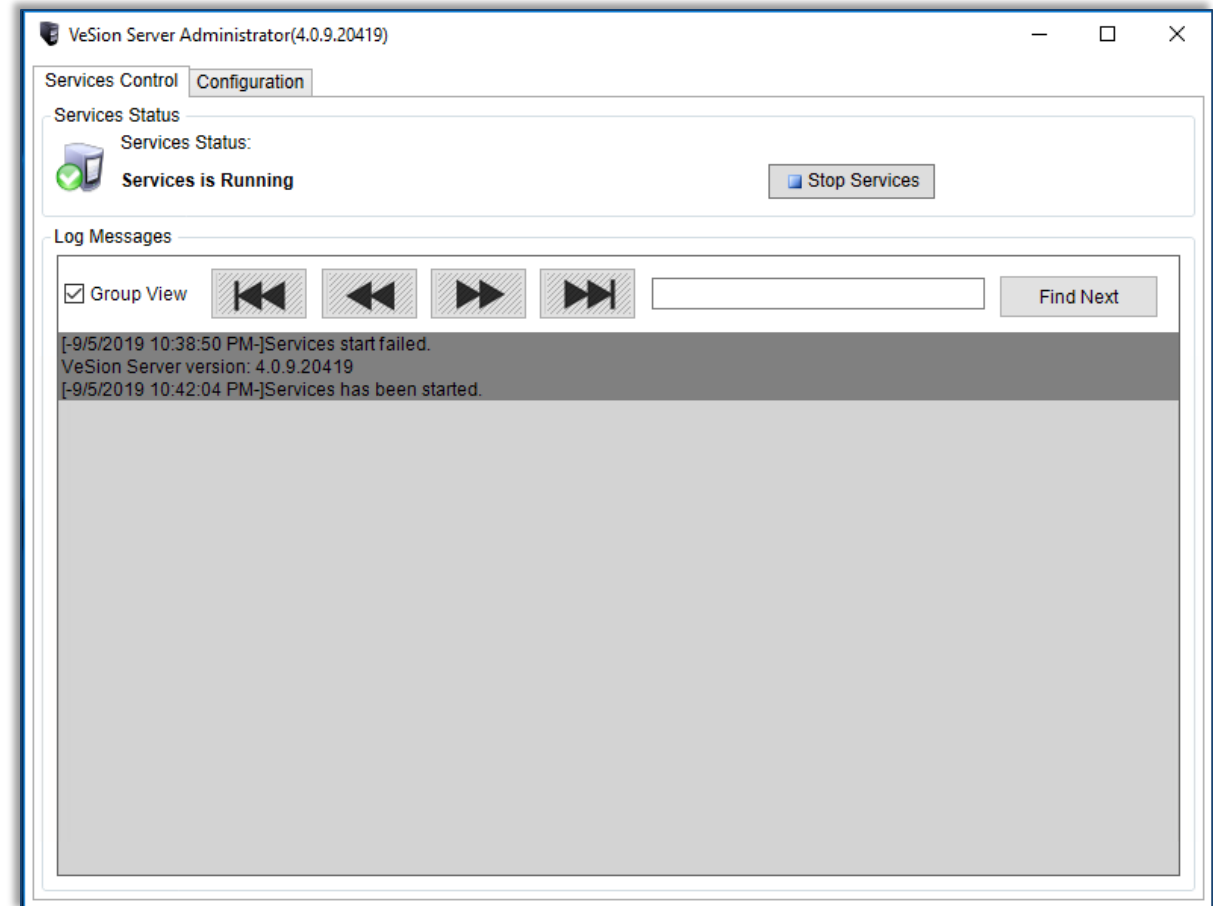 VeSion Server Administrator(4.0.9.20419)
Services Control Configuration
Services Status
Services Status:
Services is Running
Stop Services
Log Messages
Group View
Find Next
[-9/5/2019 10:38:50 PM-]Services start failed.
VeSion Server version: 4.0.9.20419
[-9/5/2019 10:42:04 PM-]Services has been started.